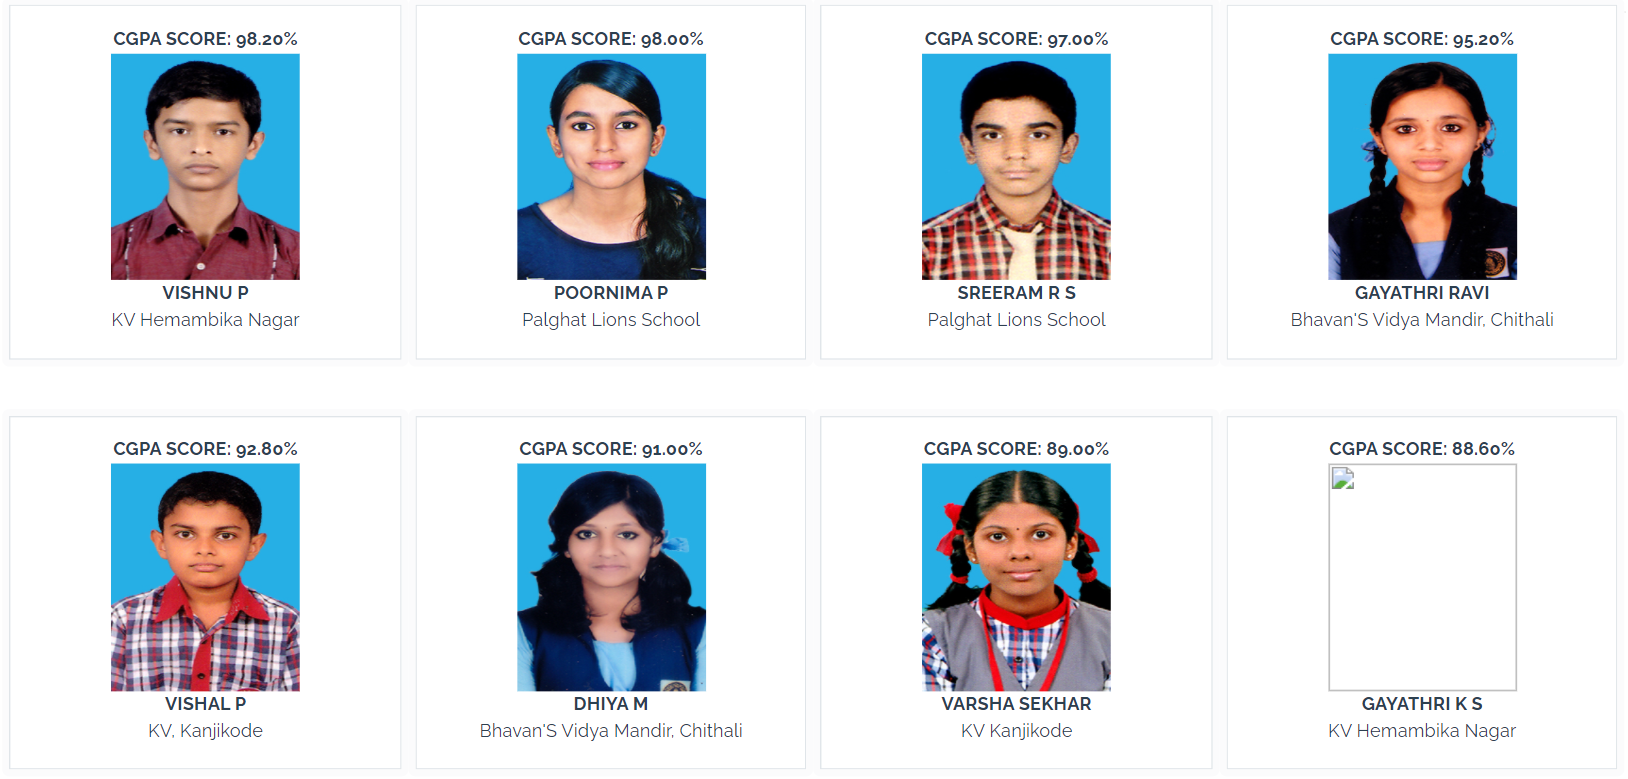 CGPA SCORE: 98.20%
CGPA SCORE: 98.00%
CGPA SCORE: 97.00%
CGPA SCORE: 95.20%
VISHNU P
POORNIMA P
SREERAM R S
GAYATHRI RAVI
KV Hemambika Nagar
Palghat Lions School
Palghat Lions School
Bhavan'S Vidya Mandir, Chithali
CGPA SCORE: 92.80%
CGPA SCORE: 91.00%
CGPA SCORE: 89.00%
CGPA SCORE: 88.60%
VISHAL P
DHIYA M
VARSHA SEKHAR
GAYATHRI K S
KV, Kanjikode
Bhavan'S Vidya Mandir, Chithali
KV Kanjikode
KV Hemambika Nagar